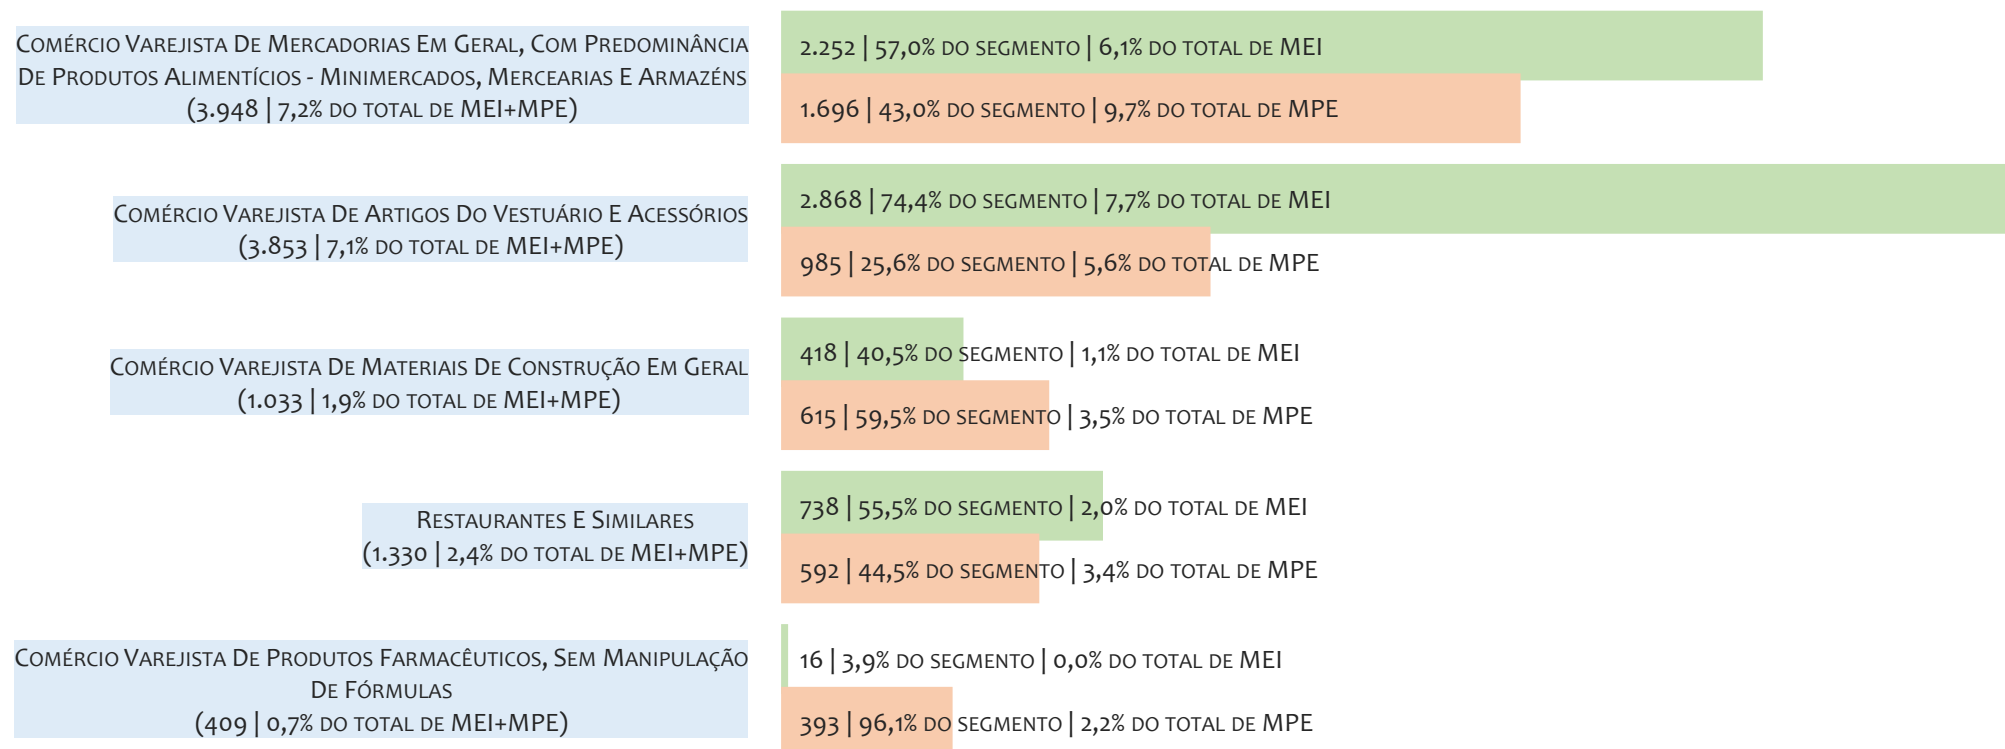 Comércio Varejista De Mercadorias Em Geral, Com Predominância
De Produtos Alimentícios - Minimercados, Mercearias E Armazéns
(3.948 | 7,2% do total de MEI+MPE)
2.252 | 57,0% do segmento | 6,1% do total de MEI
1.696 | 43,0% do segmento | 9,7% do total de MPE
Comércio Varejista De Artigos Do Vestuário E Acessórios
(3.853 | 7,1% do total de MEI+MPE)
2.868 | 74,4% do segmento | 7,7% do total de MEI
985 | 25,6% do segmento | 5,6% do total de MPE
Comércio Varejista De Materiais De Construção Em Geral
(1.033 | 1,9% do total de MEI+MPE)
418 | 40,5% do segmento | 1,1% do total de MEI
615 | 59,5% do segmento | 3,5% do total de MPE
Restaurantes E Similares
(1.330 | 2,4% do total de MEI+MPE)
738 | 55,5% do segmento | 2,0% do total de MEI
592 | 44,5% do segmento | 3,4% do total de MPE
Comércio Varejista De Produtos Farmacêuticos, Sem Manipulação
De Fórmulas
(409 | 0,7% do total de MEI+MPE)
16 | 3,9% do segmento | 0,0% do total de MEI
393 | 96,1% do segmento | 2,2% do total de MPE